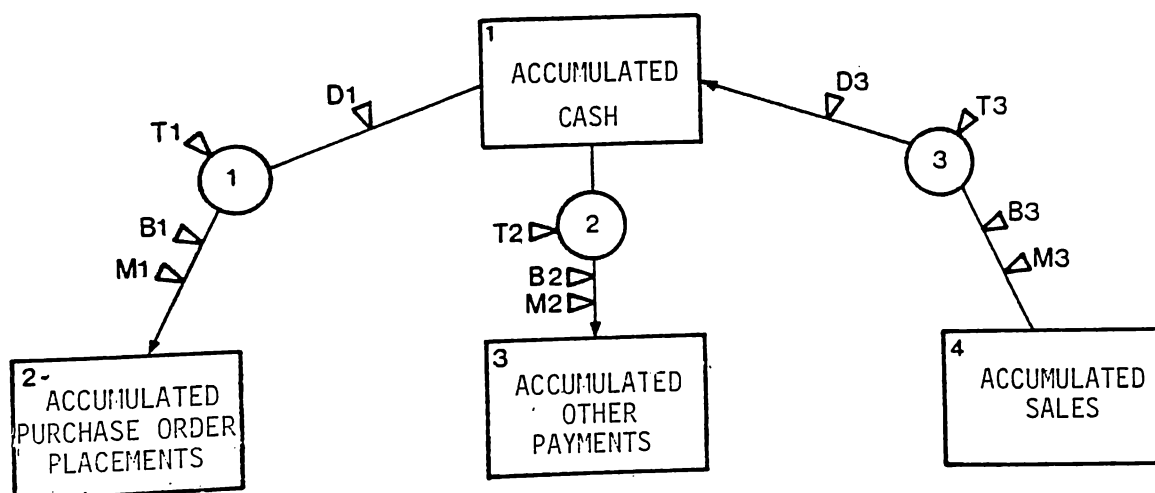 1
ACCUMULATED
CASH
D1
D3
T1
T3
1
3
B1
2
T2
B3
M1
B2
M3
M2
2
ACCUMULATED
PURCHASE ORDER
PLACEMENTS
3
ACCUMULATED
OTHER
PAYMENTS
4
ACCUMULATED
SALES